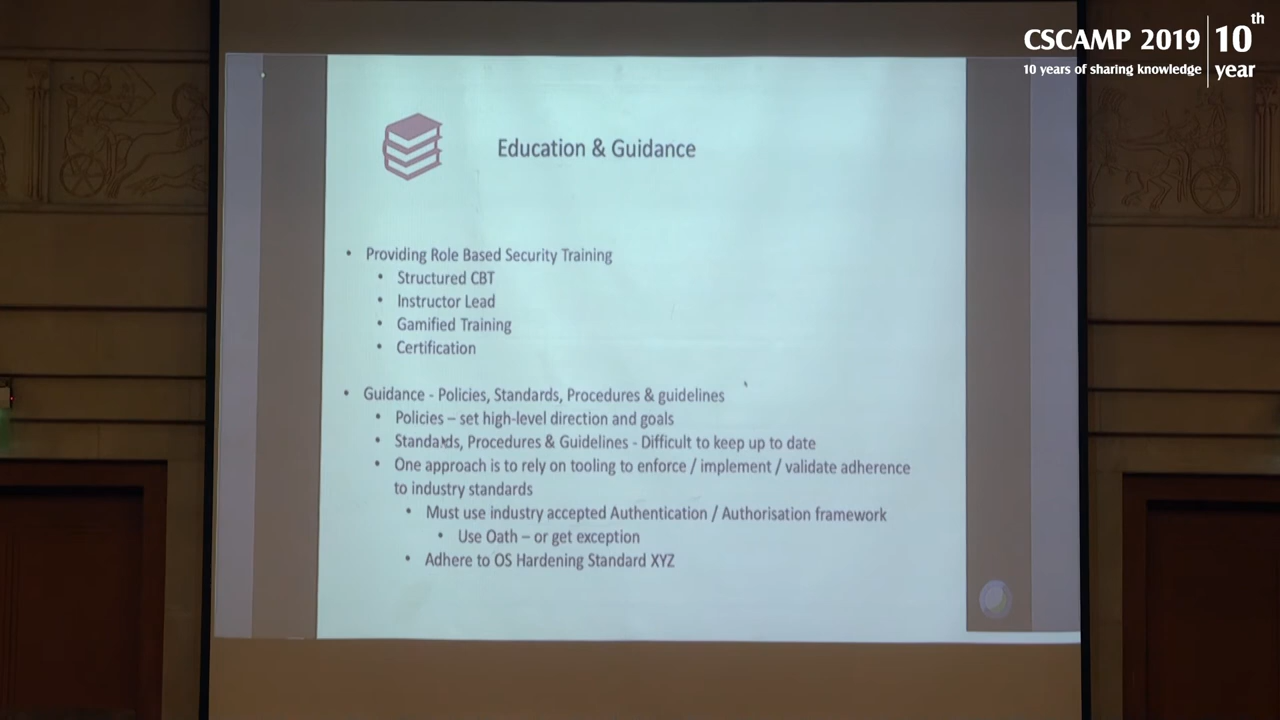 CSCAMP 2019
10 years of sharing knowledge
10th
year
Education & Guidance
• Providing Role Based Security Training
• Structured CBT
• Instructor Lead
• Gamified Training
• Certification
• Guidance - Policies, Standards, Procedures & guidelines
• Policies – set high-level direction and goals
• Standards, Procedures & Guidelines - Difficult to keep up to date
• One approach is to rely on tooling to enforce / implement / validate adherence
to industry standards
• Must use industry accepted Authentication / Authorisation framework
• Use Oath – or get exception
• Adhere to OS Hardening Standard XYZ